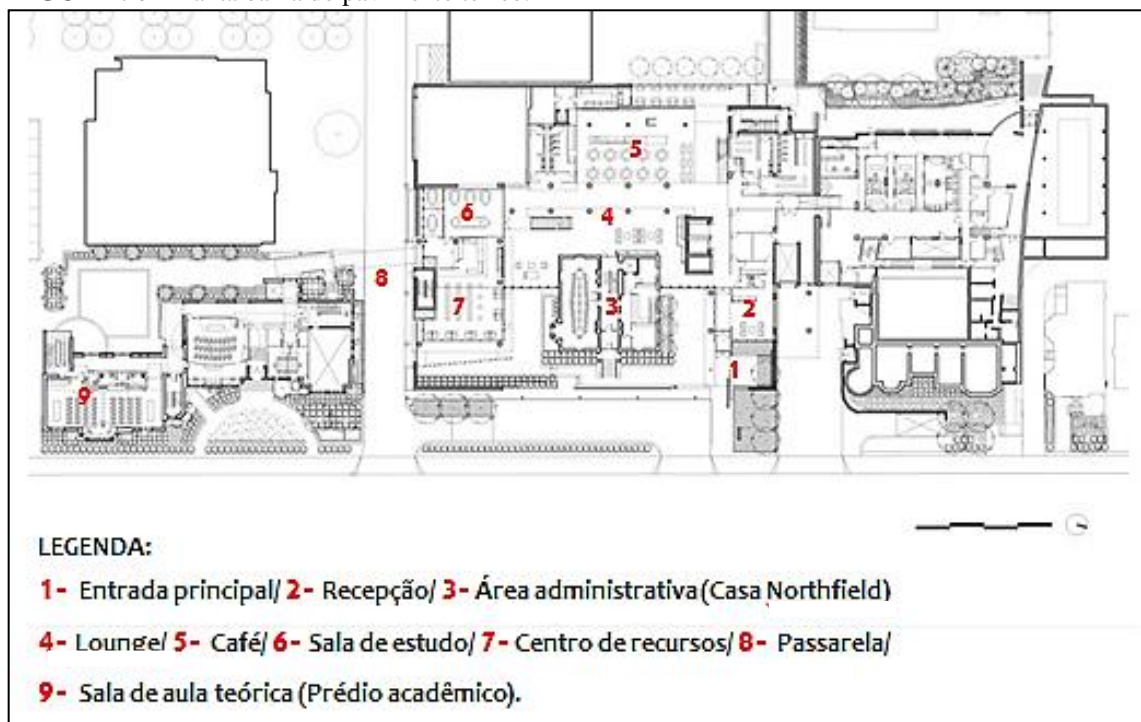 5
6
4
8
7
3
2
1
9
LEGENDA:
1- Entrada principal/ 2- Recepção/ 3- Área administrativa (Casa Northfield)
4- Lounge/ 5- Café/ 6- Sala de estudo/ 7- Centro de recursos/ 8- Passarela/
9- Sala de aula teórica (Prédio acadêmico).